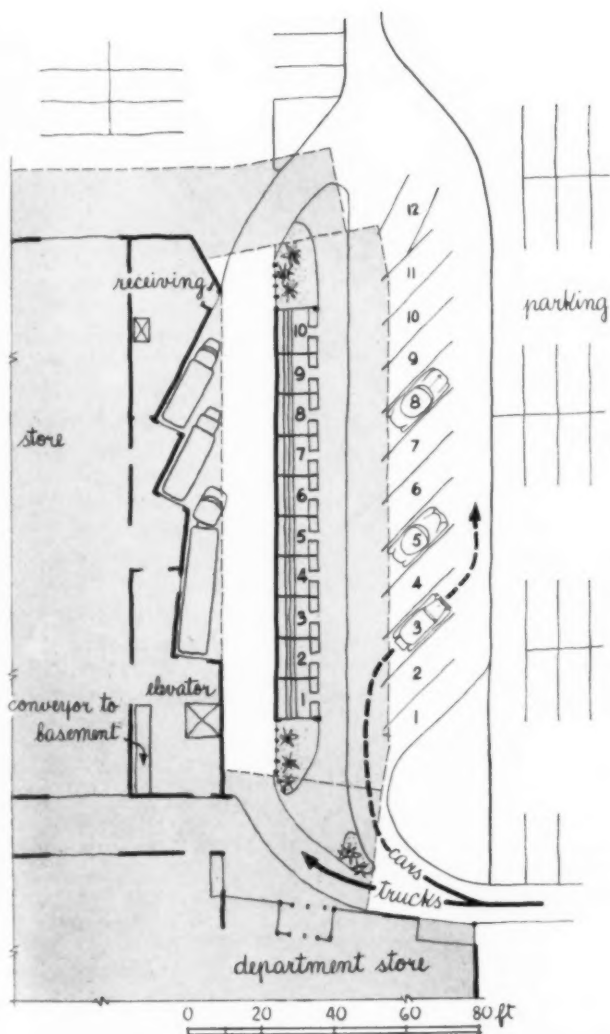 12
11
receiving
10
parking
10
9
9
8
8
store
7
7
6
6
5
5
4
4
3
3
2
2
elevator
1
1
conveyor to
basement
cars
trucks
department store
0 20 40 60 80 ft